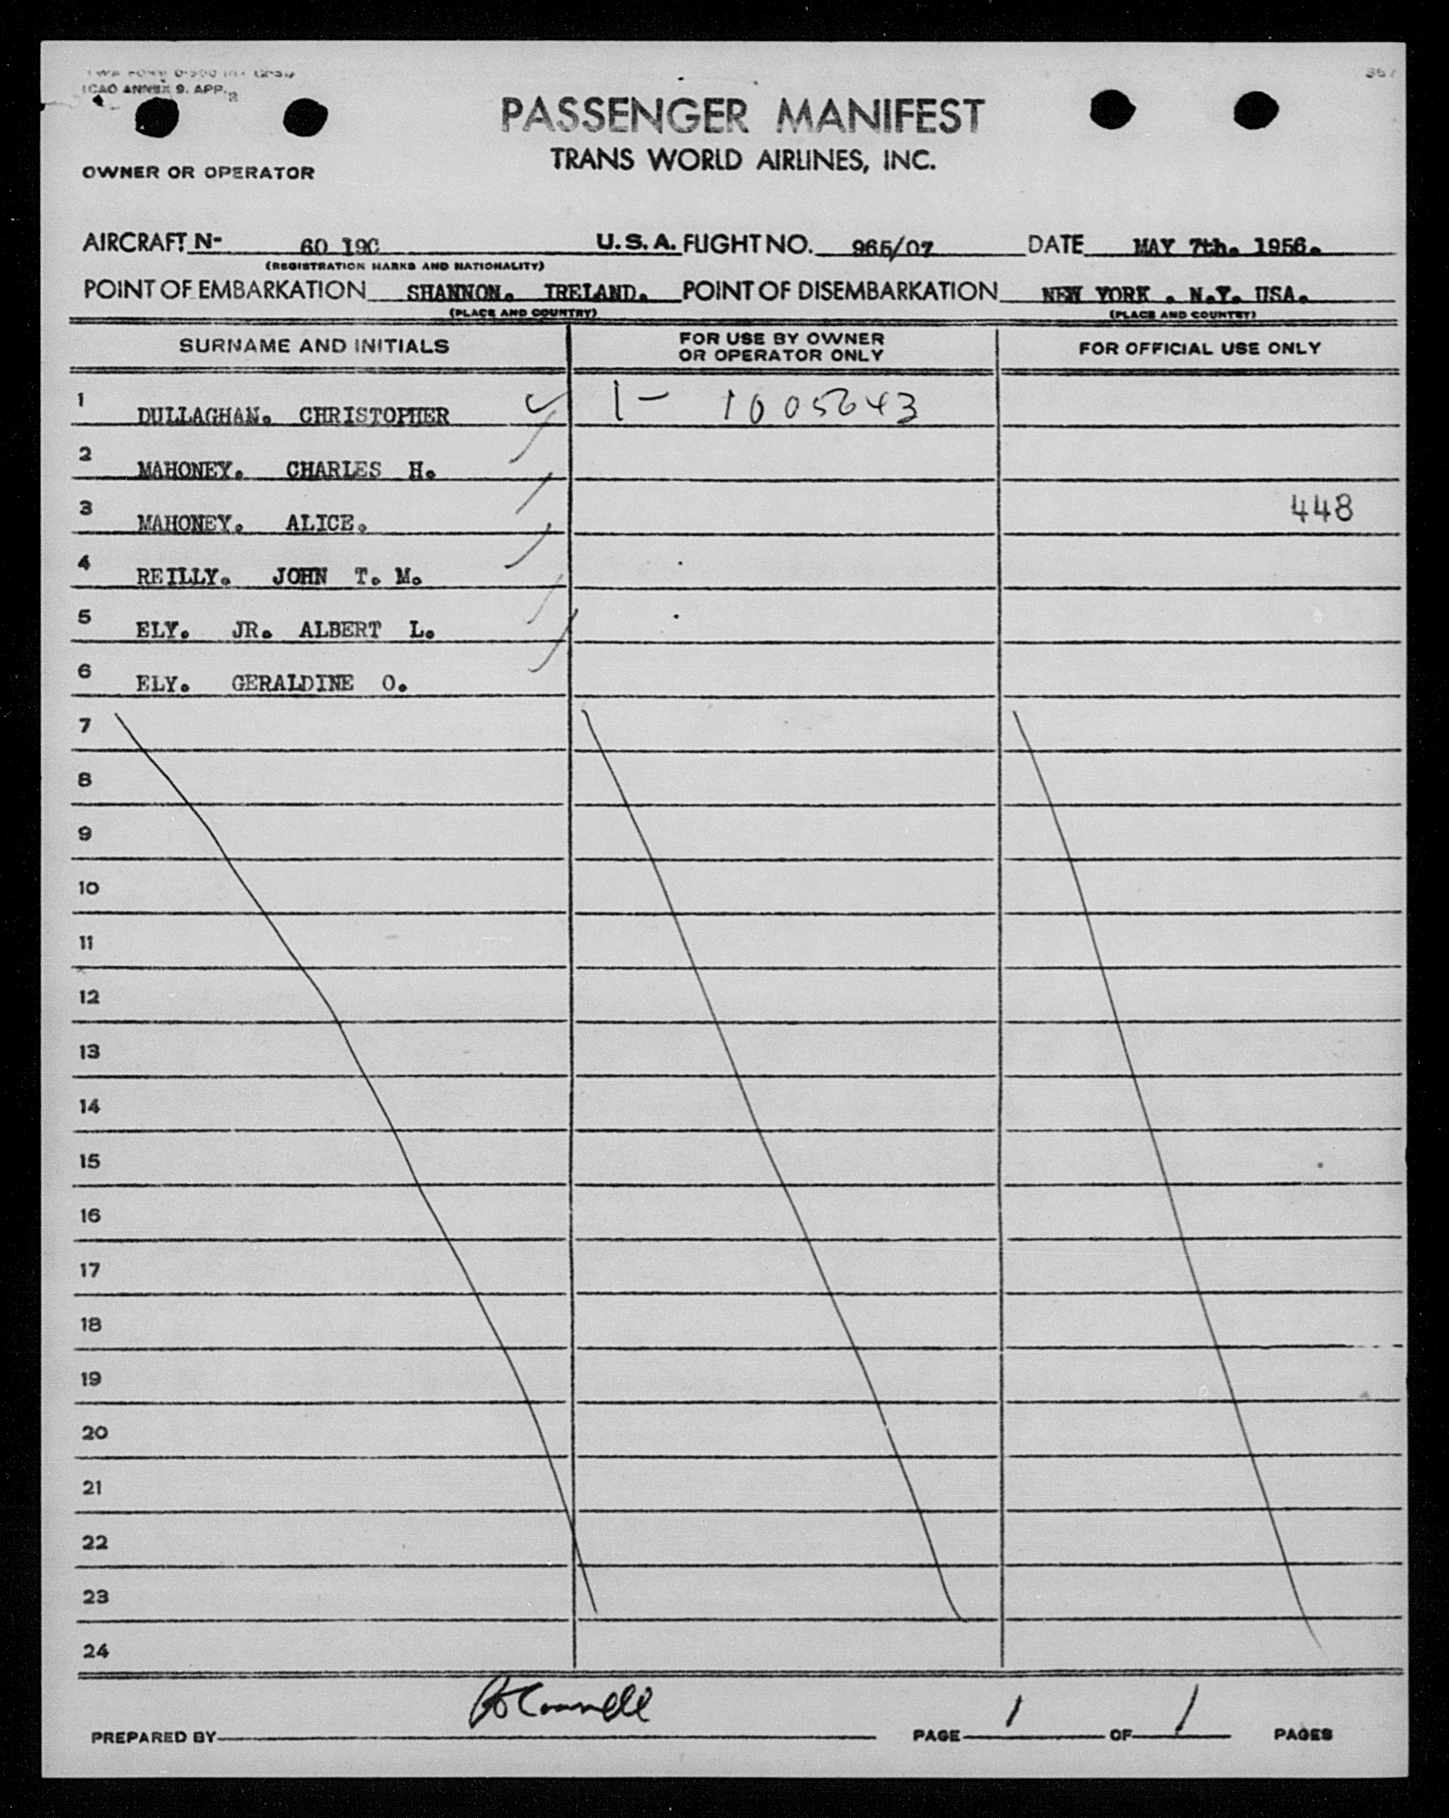 ICAO ANNEX 9. APP. 2
PASSENGER MANIFEST
TRANS WORLD AIRLINES, INC.
OWNER OR OPERATOR
AIRCRAFT N- 60 19C U.S.A. FLIGHT NO. 965/07 DATE MAY 7th. 1956.
(REGISTRATION MARKS AND NATIONALITY)
POINT OF EMBARKATION SHANNON. IRELAND. POINT OF DISEMBARKATION NEW YORK . N.Y. USA.
(PLACE AND COUNTRY) (PLACE AND COUNTRY)
SURNAME AND INITIALS FOR USE BY OWNER OR OPERATOR ONLY FOR OFFICIAL USE ONLY
1 DULLAGHAN. CHRISTOPHER 1- 1005643
2 MAHONEY. CHARLES H.
3 MAHONEY. ALICE. 448
4 REILLY. JOHN T. M.
5 ELY. JR. ALBERT L.
6 ELY. GERALDINE O.
7
8
9
10
11
12
13
14
15
16
17
18
19
20
21
22
23
24
PREPARED BY PAGE 1 OF 1 PAGES